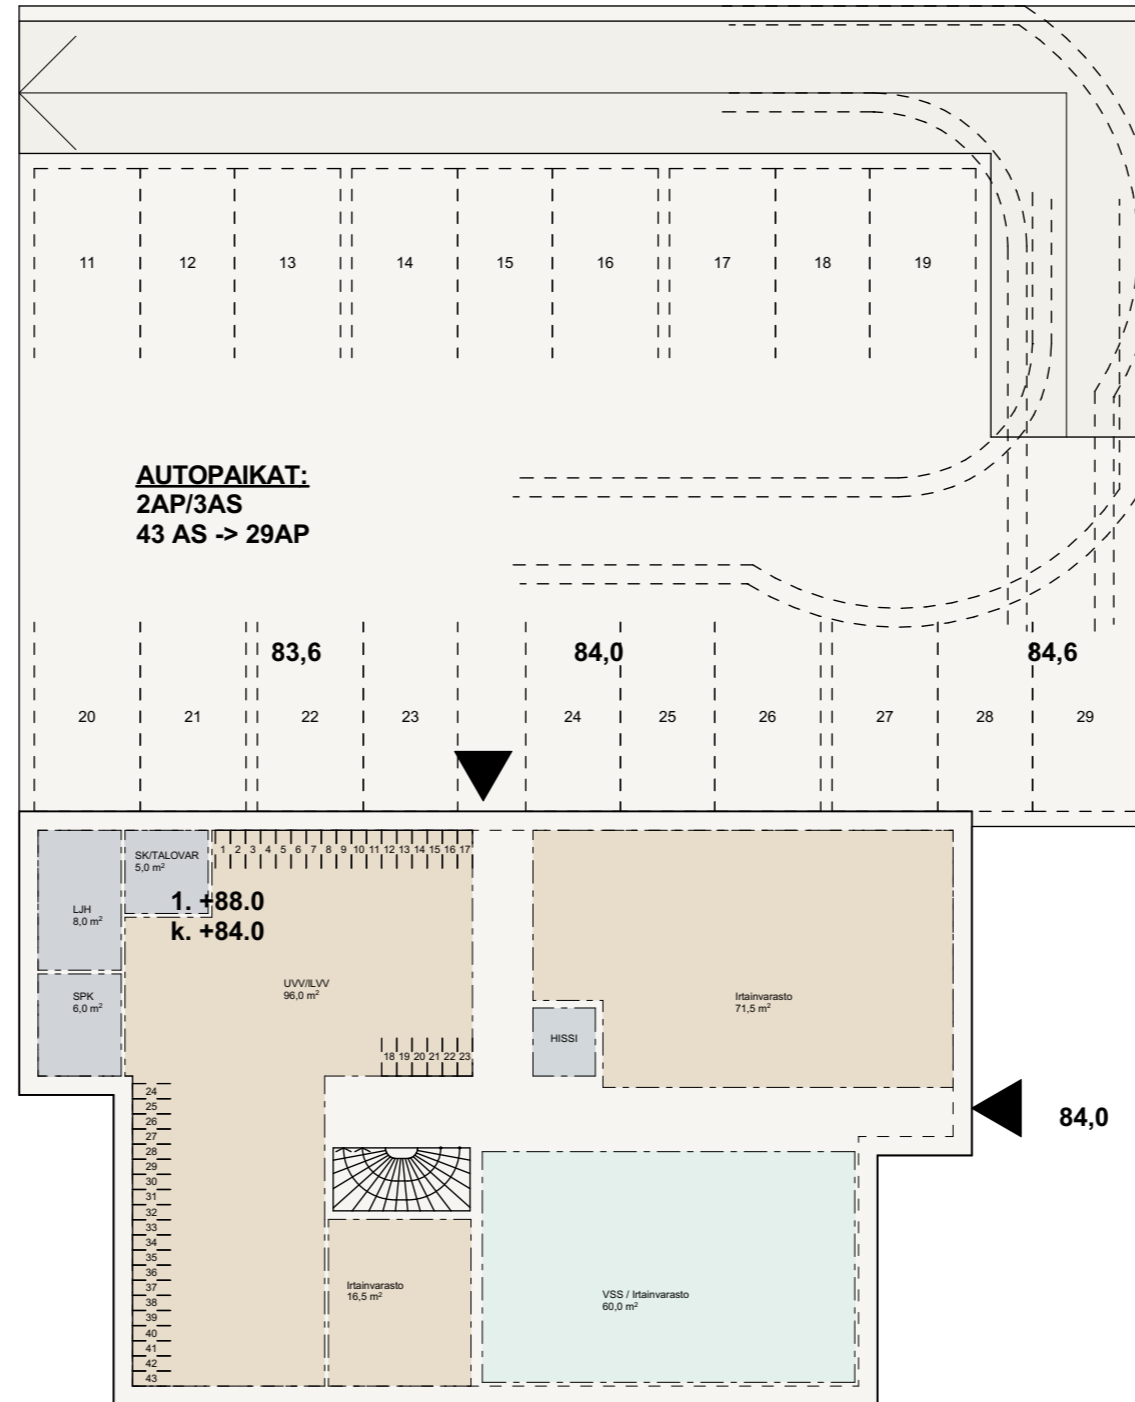 11 12 13 14 15 16 17 18 19
AUTOPAIKAT:
2AP/3AS
43 AS -> 29AP
83,6 84,0 84,6
20 21 22 23 24 25 26 27 28 29
1 2 3 4 5 6 7 8 9 10 11 12 13 14 15 16 17
SK/TALOVAR
5,0 m²
LJH
8,0 m²
1. +88.0
k. +84.0
SPK
6,0 m²
UVV/ILVV
96,0 m²
Irtainvarasto
71,5 m²
HISSI
18 19 20 21 22 23
84,0
24
25
26
27
28
29
30
31
32
33
34
35
36
37
38
39
40
41
42
43
Irtainvarasto
16,5 m²
VSS / Irtainvarasto
60,0 m²